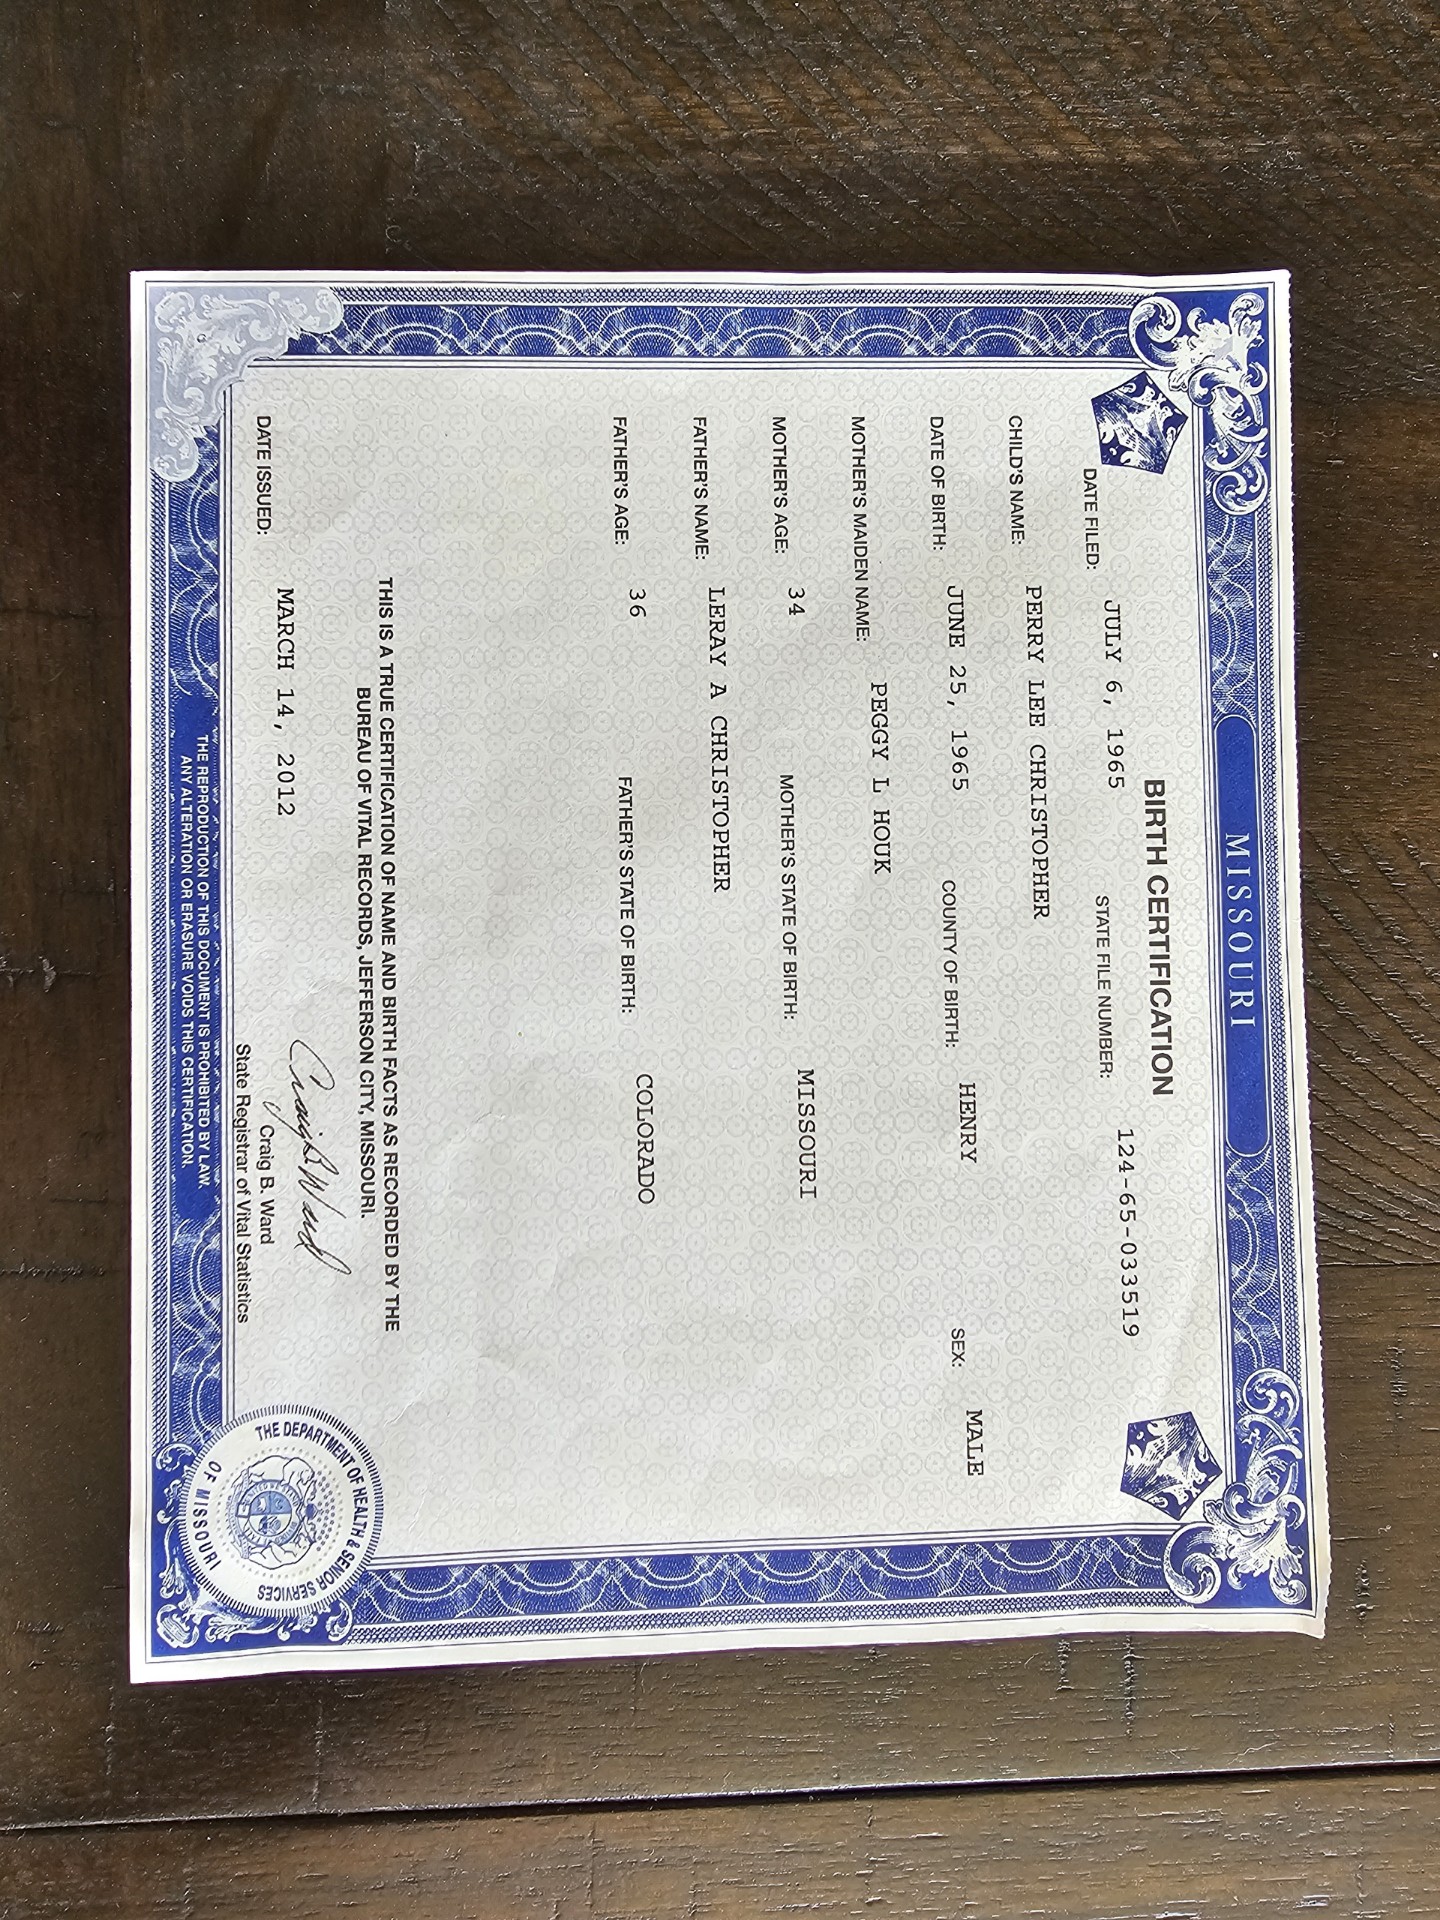 MISSOURI
BIRTH CERTIFICATION
DATE FILED: JULY 6, 1965 STATE FILE NUMBER: 124-65-033519
CHILD'S NAME: PERRY LEE CHRISTOPHER
DATE OF BIRTH: JUNE 25, 1965 COUNTY OF BIRTH: HENRY SEX: MALE
MOTHER'S MAIDEN NAME: PEGGY L HOUK
MOTHER'S AGE: 34 MOTHER'S STATE OF BIRTH: MISSOURI
FATHER'S NAME: LERAY A CHRISTOPHER
FATHER'S AGE: 36 FATHER'S STATE OF BIRTH: COLORADO
THIS IS A TRUE CERTIFICATION OF NAME AND BIRTH FACTS AS RECORDED BY THE
BUREAU OF VITAL RECORDS, JEFFERSON CITY, MISSOURI.
DATE ISSUED: MARCH 14, 2012
Craig B Ward
Craig B. Ward
State Registrar of Vital Statistics
THE REPRODUCTION OF THIS DOCUMENT IS PROHIBITED BY LAW.
ANY ALTERATION OR ERASURE VOIDS THIS CERTIFICATION.
THE DEPARTMENT OF HEALTH & SENIOR SERVICES
OF MISSOURI